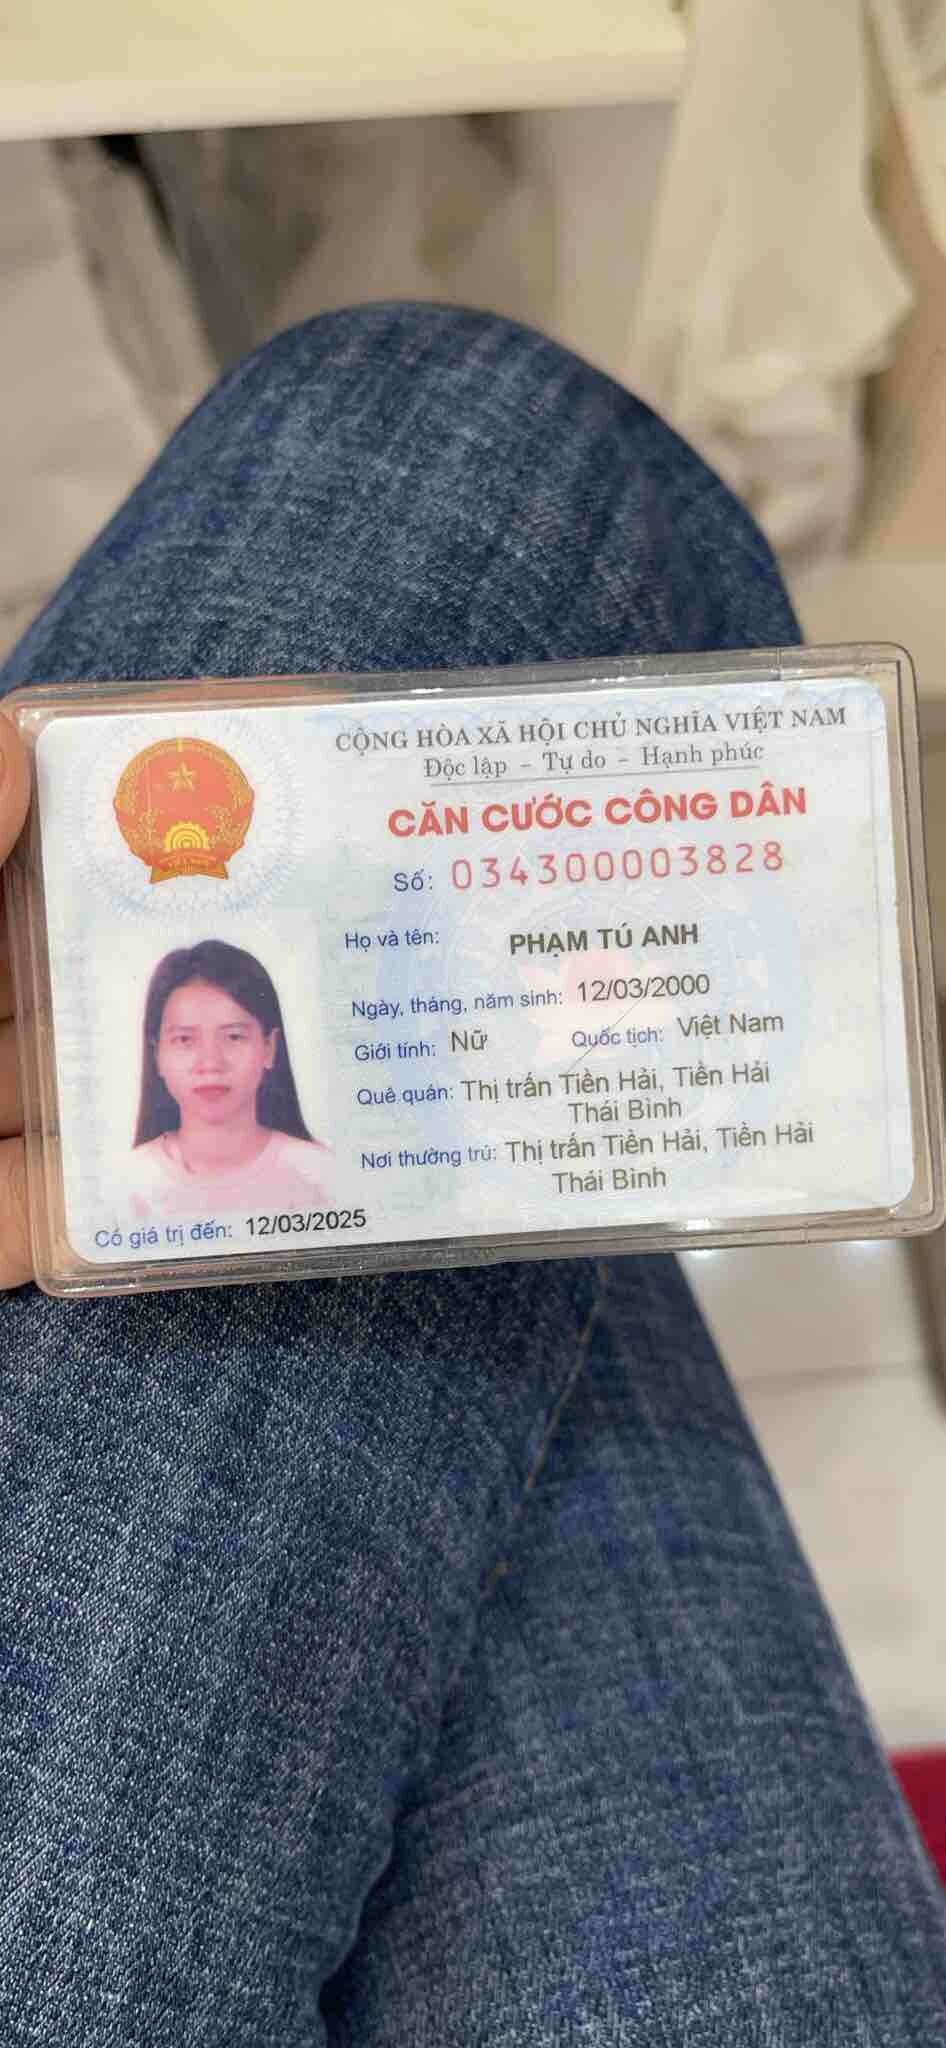 CỘNG HÒA XÃ HỘI CHỦ NGHĨA VIỆT NAM
Độc lập – Tự do – Hạnh phúc
CĂN CƯỚC CÔNG DÂN
Số: 034300003828
Họ và tên: PHẠM TÚ ANH
Ngày, tháng, năm sinh: 12/03/2000
Giới tính: Nữ Quốc tịch: Việt Nam
Quê quán: Thị trấn Tiền Hải, Tiền Hải
Thái Bình
Nơi thường trú: Thị trấn Tiền Hải, Tiền Hải
Thái Bình
Có giá trị đến: 12/03/2025